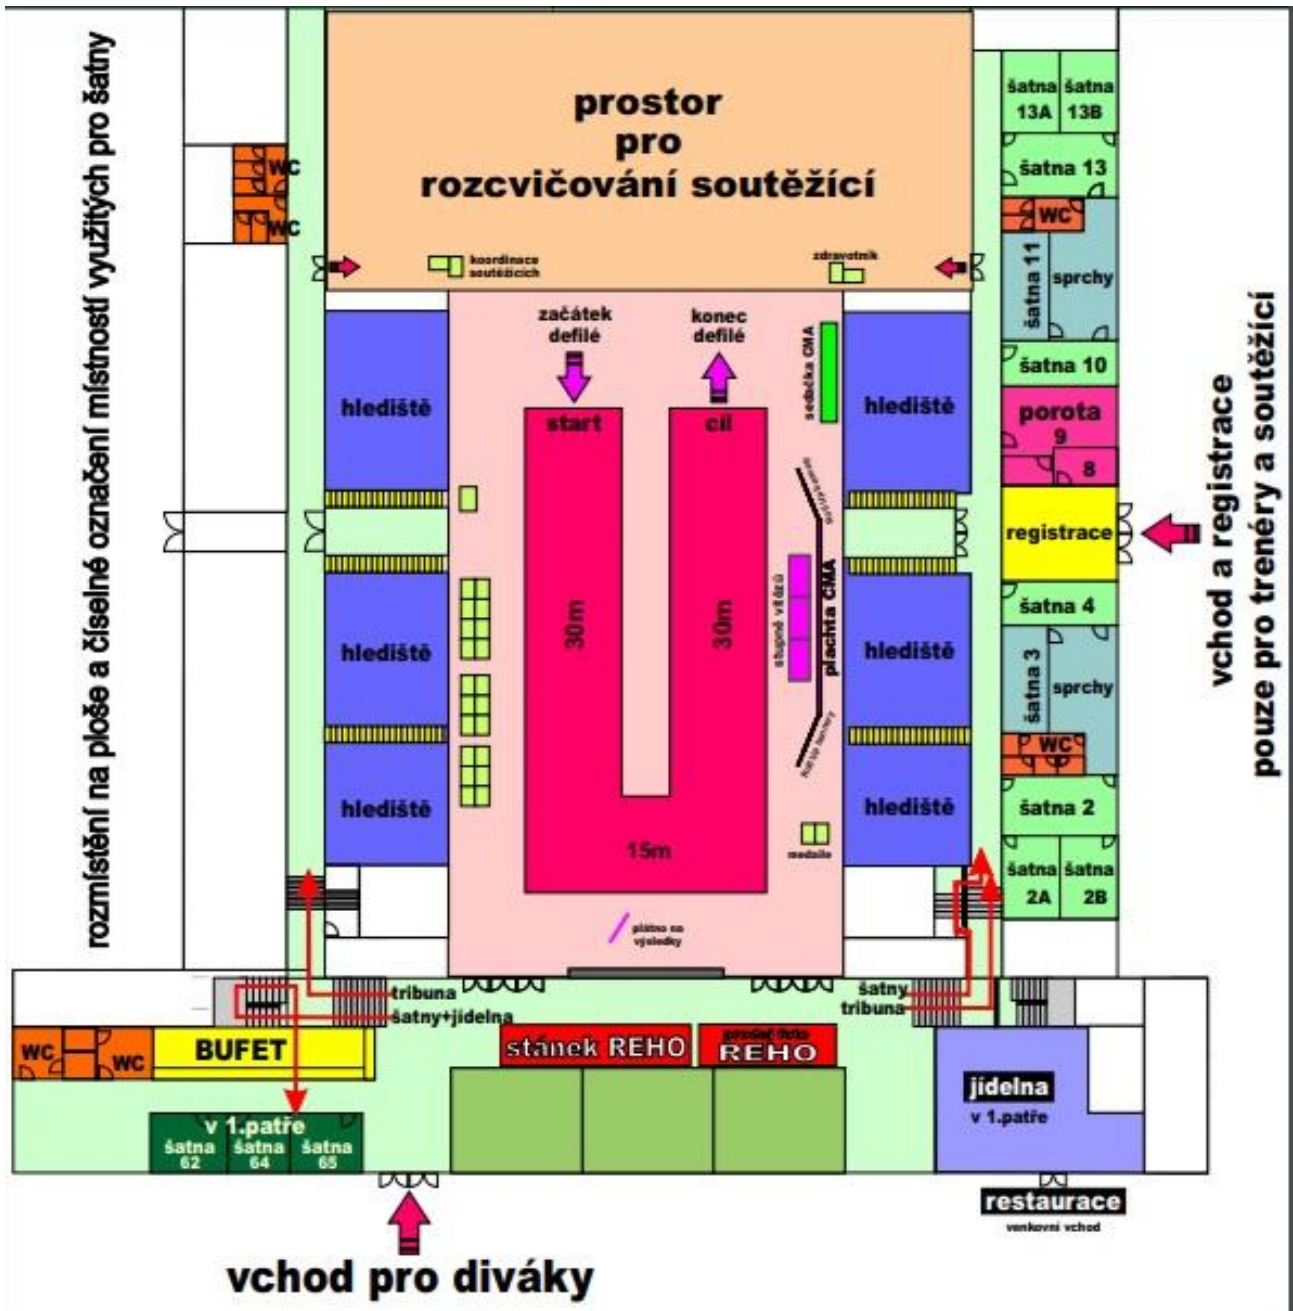 rozmístění na ploše a číselné označení místností využitých pro šatny
prostor
pro
rozcvičování soutěžící
WC
WC
koordinace
soutěžících
zdravotník
šatna
13A
šatna
13B
šatna 13
WC
šatna 11
sprchy
šatna 10
porota
9
8
registrace
šatna 4
šatna 3
sprchy
WC
šatna 2
šatna
2A
šatna
2B
vchod a registrace
pouze pro trenéry a soutěžící
začátek
defilé
konec
defilé
sedačka CMA
hlediště
hlediště
start
cíl
30m
30m
stupně vítězů
plachta CMA
hlediště
hlediště
hlediště
hlediště
15m
medaile
plátno na
výsledky
tribuna
šatny+jídelna
šatny
tribuna
WC
WC
BUFET
stánek REHO
REHO
v 1.patře
šatna
62
šatna
64
šatna
65
jídelna
v 1.patře
restaurace
venkovní vchod
vchod pro diváky